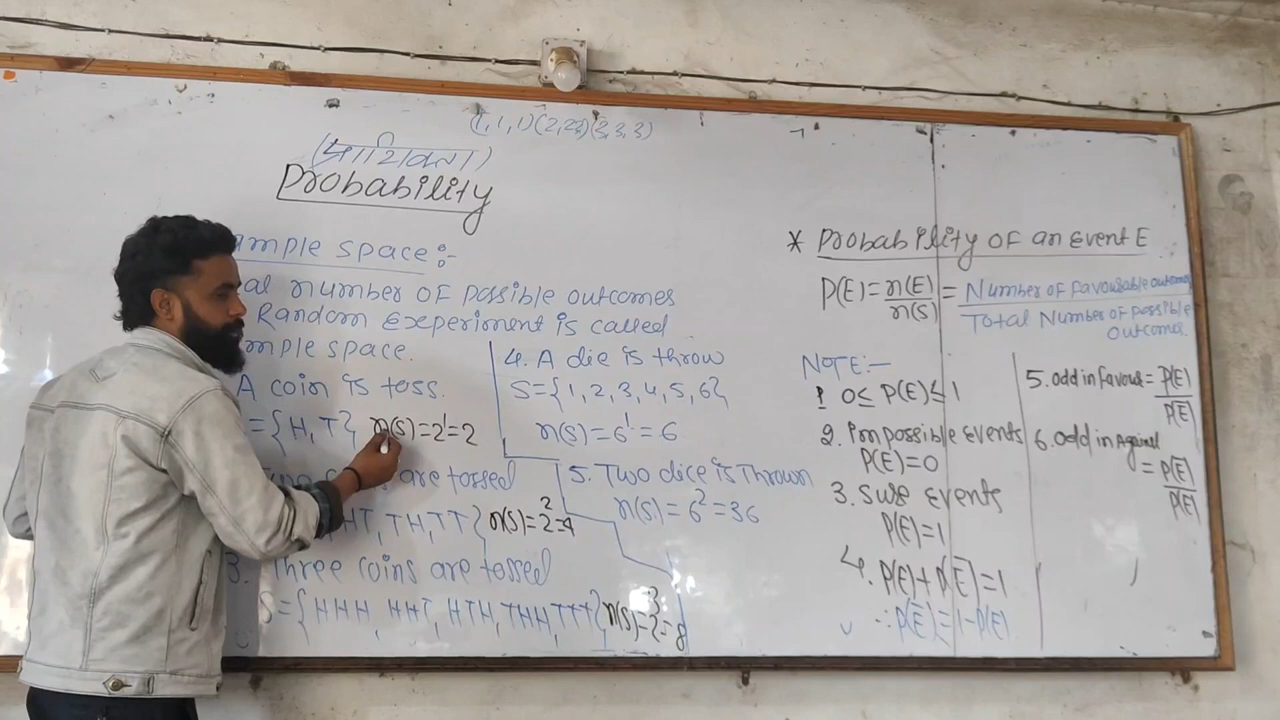 (1,1,1)(2,2,2)(3,3,3)
(प्रायिकता)
Probability
ample space:-
al number of possible outcomes
Random Experiment is called
mple space.
A coin is toss.
={H, T} n(S)=2¹=2
are tossed
HT, TH, TT} n(S)=2²=4
3. Three coins are tossed
S={HHH, HHT, HTH, THH, TTT} n(S)=2³=8
4. A die is throw
S={1,2,3,4,5,6}
n(S)=6¹=6
5. Two dice is thrown
n(S)=6²=36
* Probability of an event E
P(E)=n(E)/n(S)=Number of favourable outcomes/Total Number of possible outcomes
NOTE:-
1. 0≤P(E)≤1
2. Impossible events
P(E)=0
3. Sure events
P(E)=1
4. P(E)+P(E̅)=1
∴P(E̅)=1-P(E)
5. odd in favour=P(E)/P(E̅)
6. odd in Against
=P(E̅)/P(E)